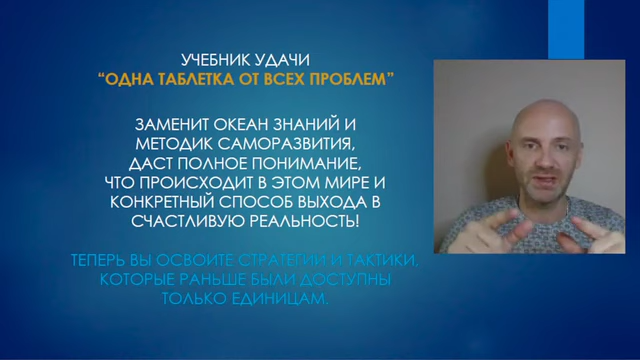 УЧЕБНИК УДАЧИ
“ОДНА ТАБЛЕТКА ОТ ВСЕХ ПРОБЛЕМ”
ЗАМЕНИТ ОКЕАН ЗНАНИЙ И
МЕТОДИК САМОРАЗВИТИЯ,
ДАСТ ПОЛНОЕ ПОНИМАНИЕ,
ЧТО ПРОИСХОДИТ В ЭТОМ МИРЕ И
КОНКРЕТНЫЙ СПОСОБ ВЫХОДА В
СЧАСТЛИВУЮ РЕАЛЬНОСТЬ!
ТЕПЕРЬ ВЫ ОСВОИТЕ СТРАТЕГИИ И ТАКТИКИ,
КОТОРЫЕ РАНЬШЕ БЫЛИ ДОСТУПНЫ
ТОЛЬКО ЕДИНИЦАМ.